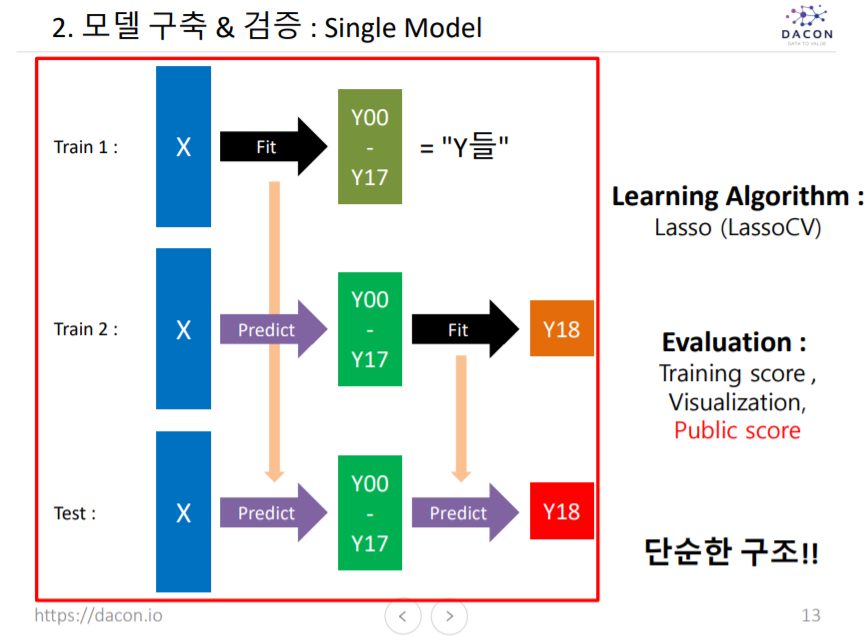 2. 모델 구축 & 검증 : Single Model
DACON
DATA TO VALUE
Train 1 :
X
Fit
Y00
-
Y17
= "Y들"
Train 2 :
X
Predict
Y00
-
Y17
Fit
Y18
Test :
X
Predict
Y00
-
Y17
Predict
Y18
Learning Algorithm :
Lasso (LassoCV)
Evaluation :
Training score ,
Visualization,
Public score
단순한 구조!!
https://dacon.io
<
>
13